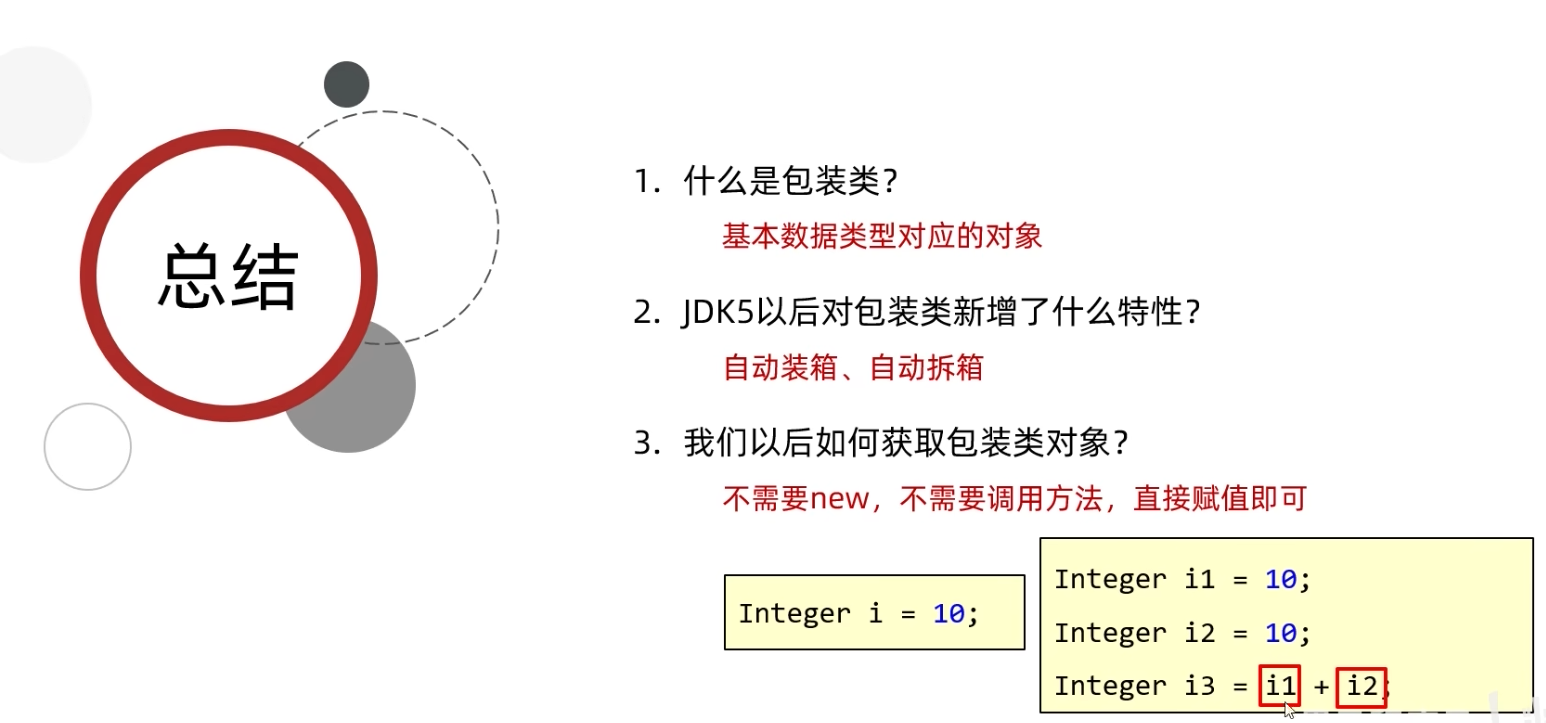 总结
1. 什么是包装类？
基本数据类型对应的对象
2. JDK5以后对包装类新增了什么特性？
自动装箱、自动拆箱
3. 我们以后如何获取包装类对象？
不需要new，不需要调用方法，直接赋值即可
Integer i = 10;
Integer i1 = 10;
Integer i2 = 10;
Integer i3 = i1 + i2;